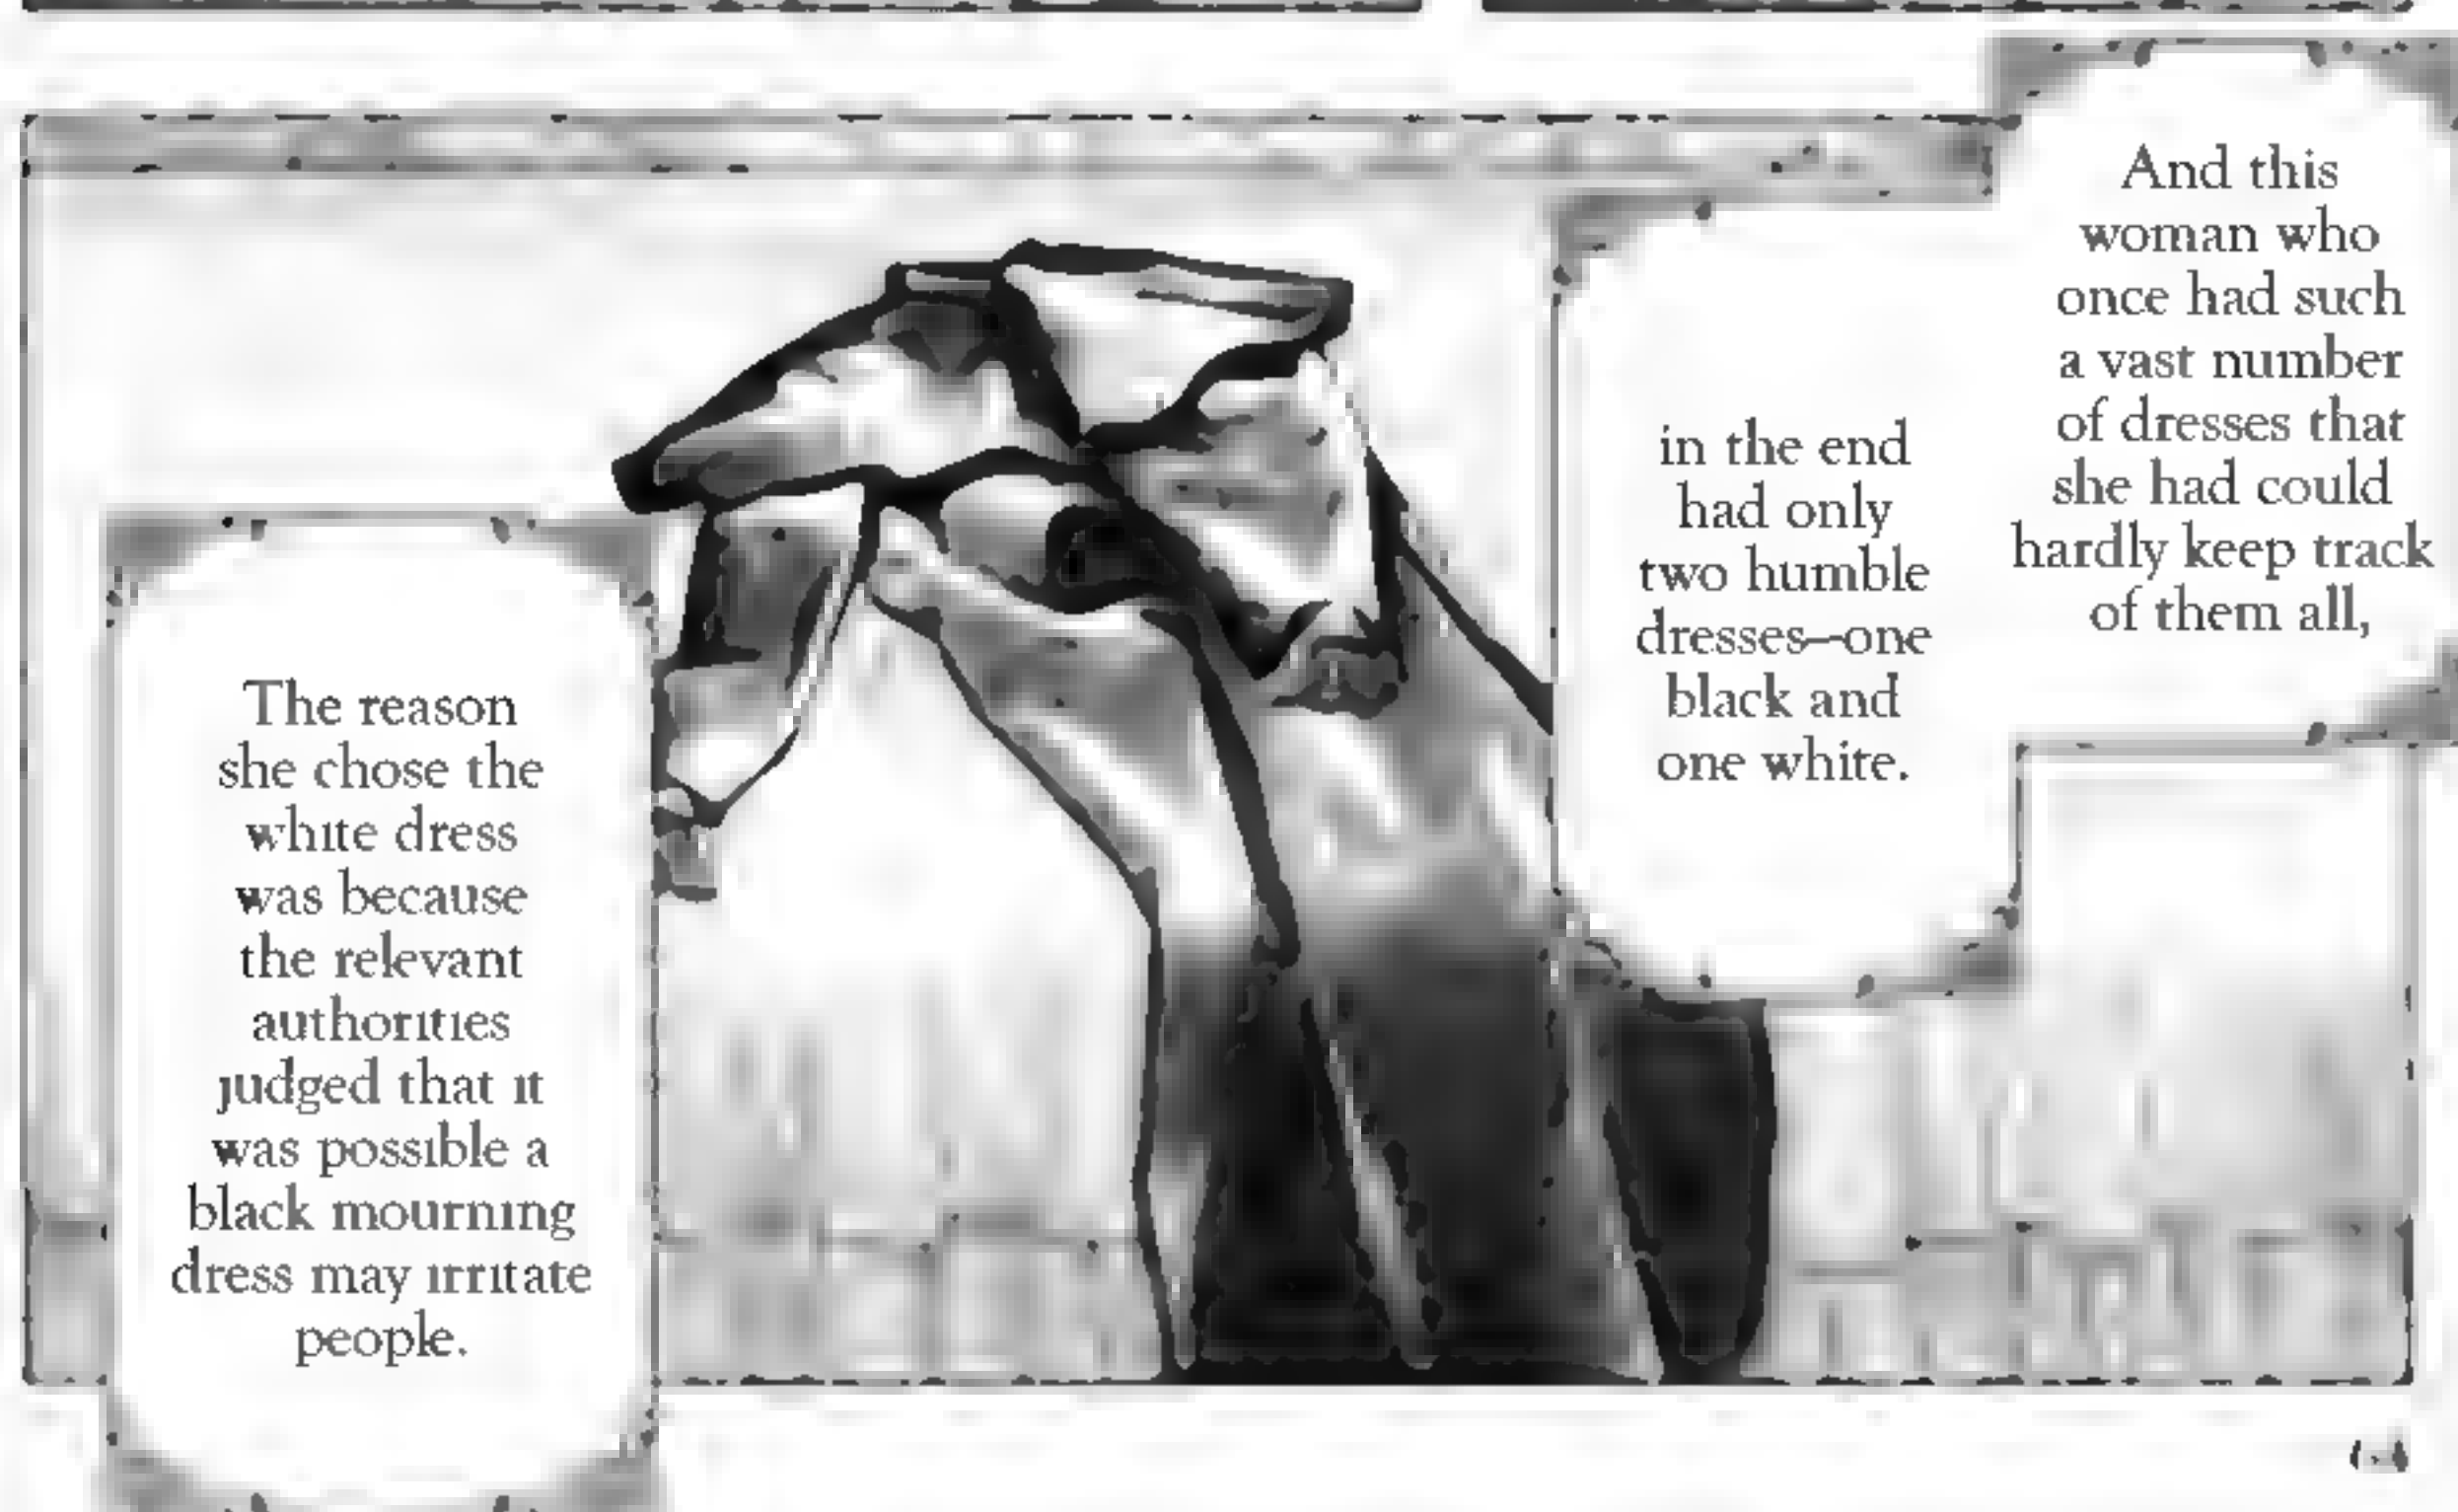 And this
woman who
once had such
a vast number
of dresses that
she had could
hardly keep track
of them all,
in the end
had only
two humble
dresses—one
black and
one white.
The reason
she chose the
white dress
was because
the relevant
authorities
judged that it
was possible a
black mourning
dress may irritate
people.